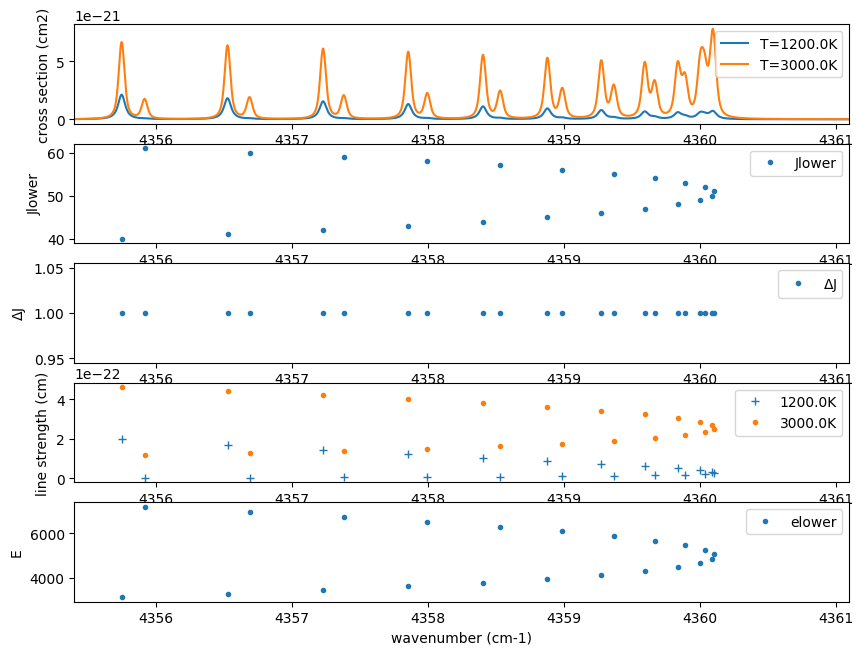 1e−21
cross section (cm2)
5
0
T=1200.0K
T=3000.0K
4356 4357 4358 4359 4360 4361
Jlower
60
50
40
Jlower
4356 4357 4358 4359 4360 4361
ΔJ
1.05
1.00
0.95
ΔJ
4356 4357 4358 4359 4360 4361
1e−22
line strength (cm)
4
2
0
1200.0K
3000.0K
4356 4357 4358 4359 4360 4361
E
6000
4000
elower
4356 4357 4358 4359 4360 4361
wavenumber (cm-1)